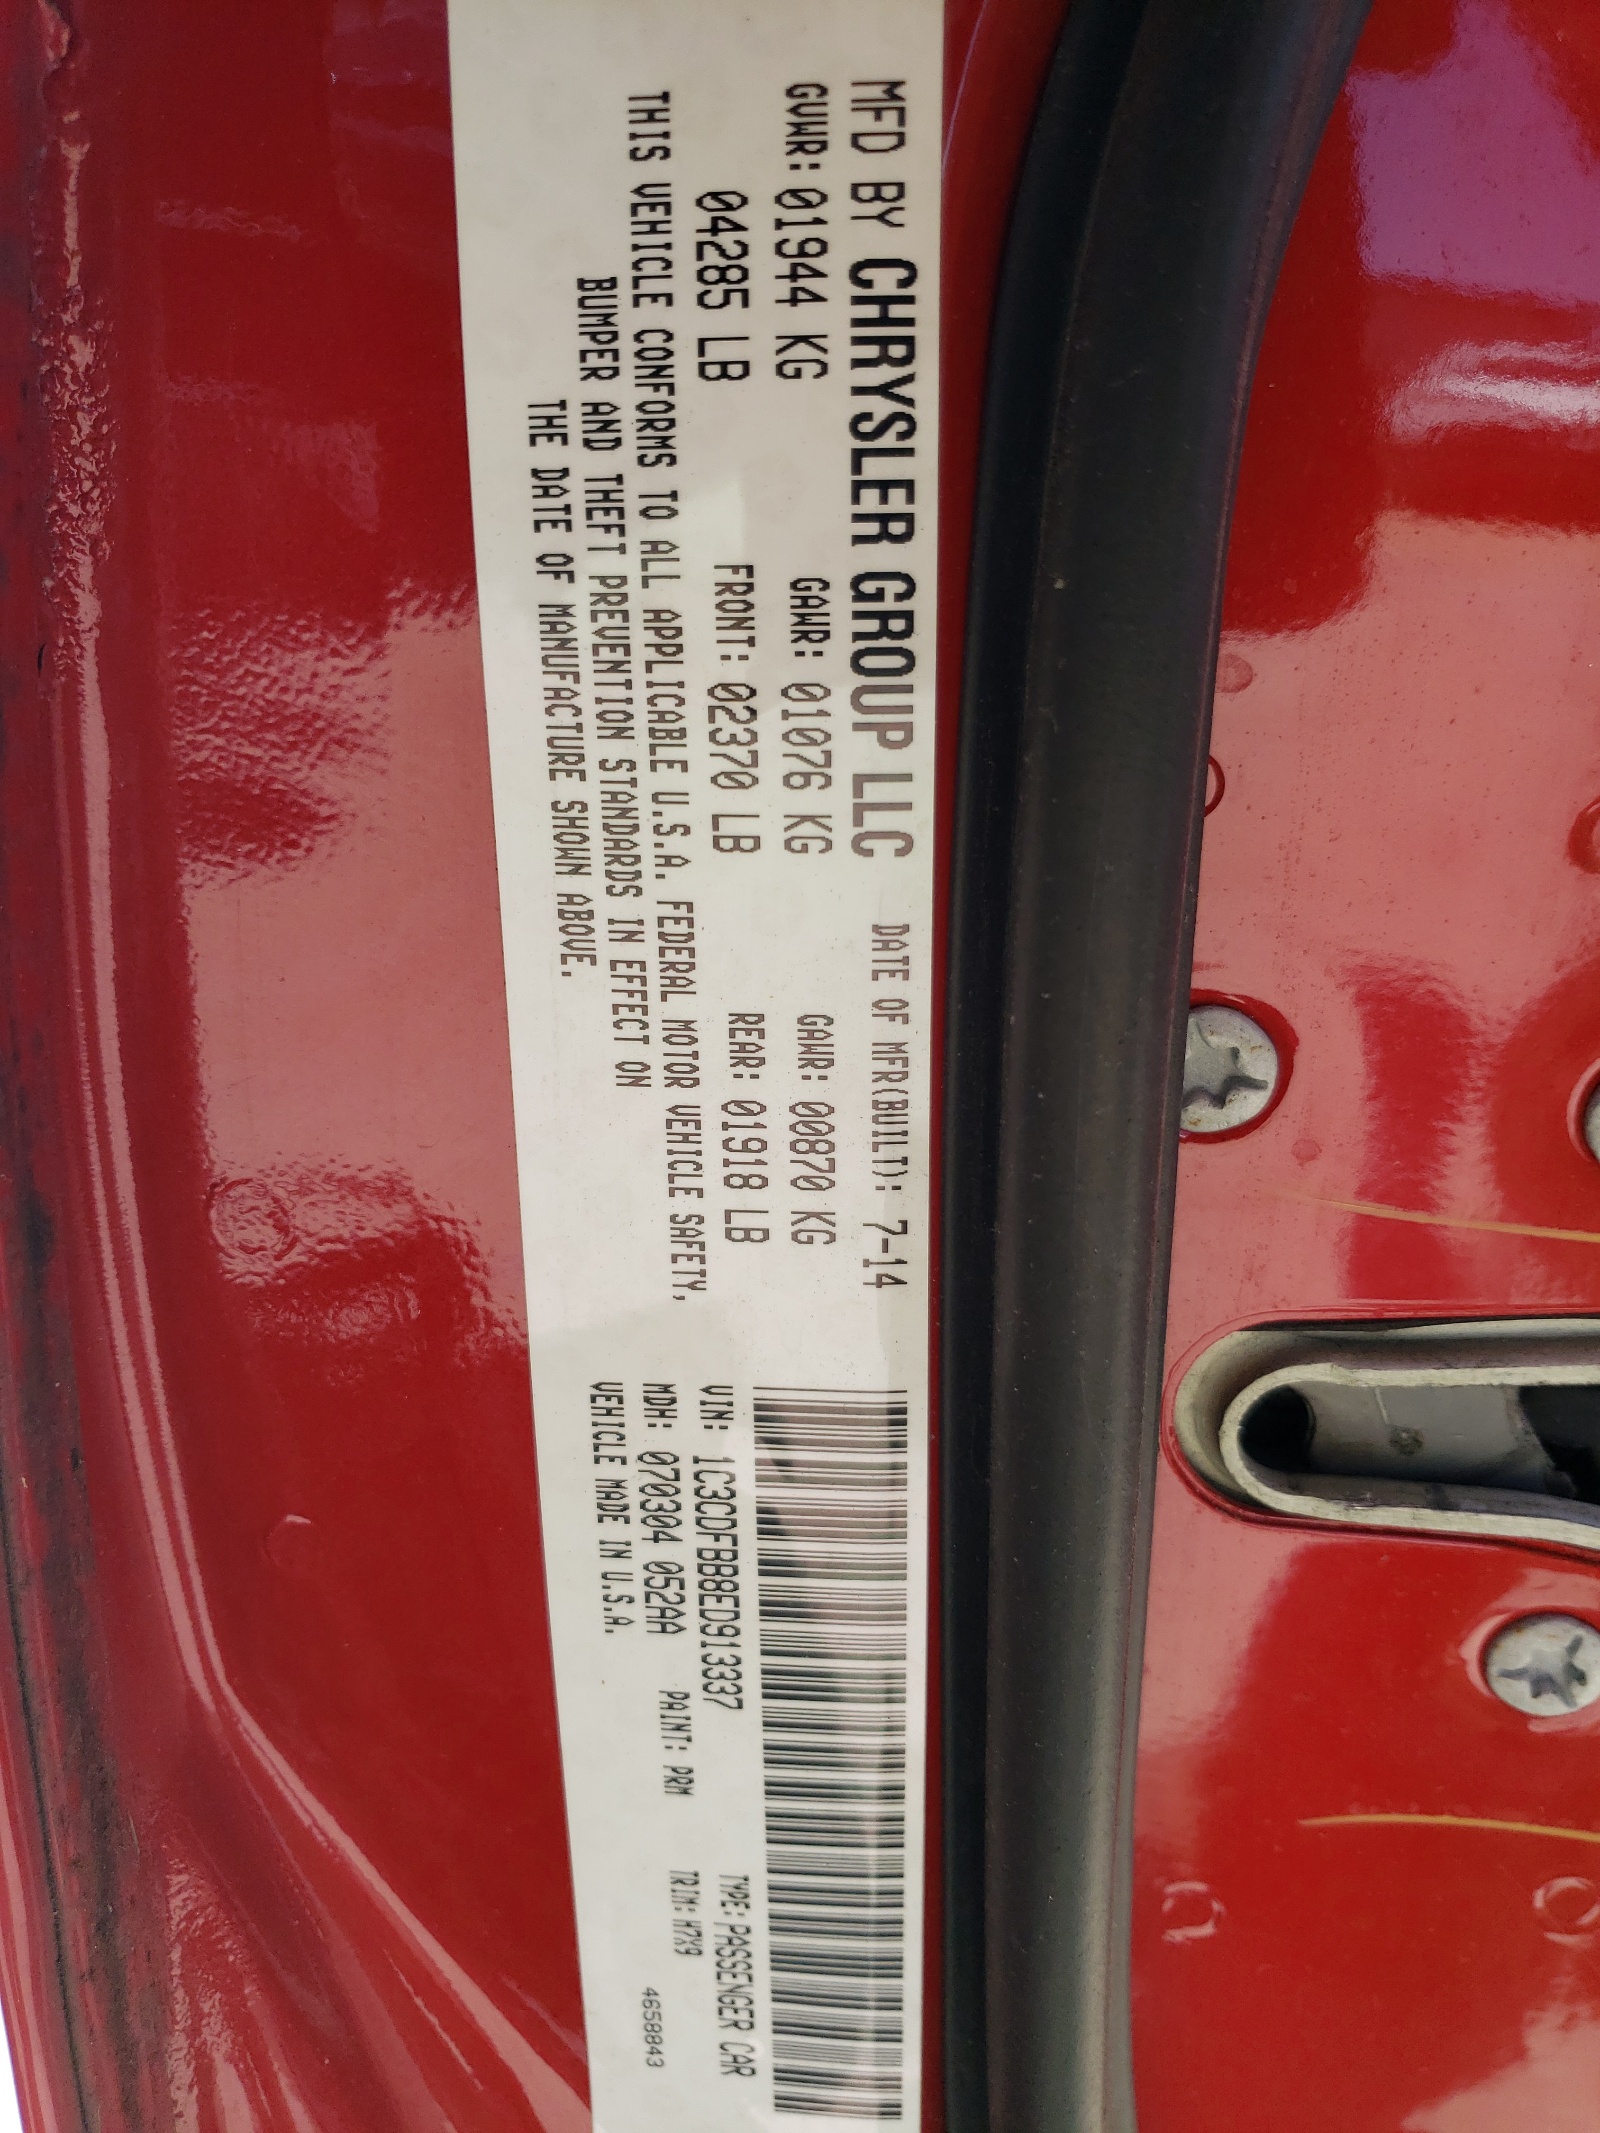 MFD BY CHRYSLER GROUP LLC DATE OF MFR(BUILT): 7-14
GVWR: 01944 KG GAWR: 01076 KG GAWR: 00870 KG
04285 LB FRONT: 02370 LB REAR: 01918 LB
THIS VEHICLE CONFORMS TO ALL APPLICABLE U.S.A. FEDERAL MOTOR VEHICLE SAFETY,
BUMPER AND THEFT PREVENTION STANDARDS IN EFFECT ON
THE DATE OF MANUFACTURE SHOWN ABOVE.
VIN: 1C3CDFBB8ED913337 TYPE: PASSENGER CAR
MDH: 070304 052AA PAINT: PRM TRIM: H7X9
VEHICLE MADE IN U.S.A. 4658843